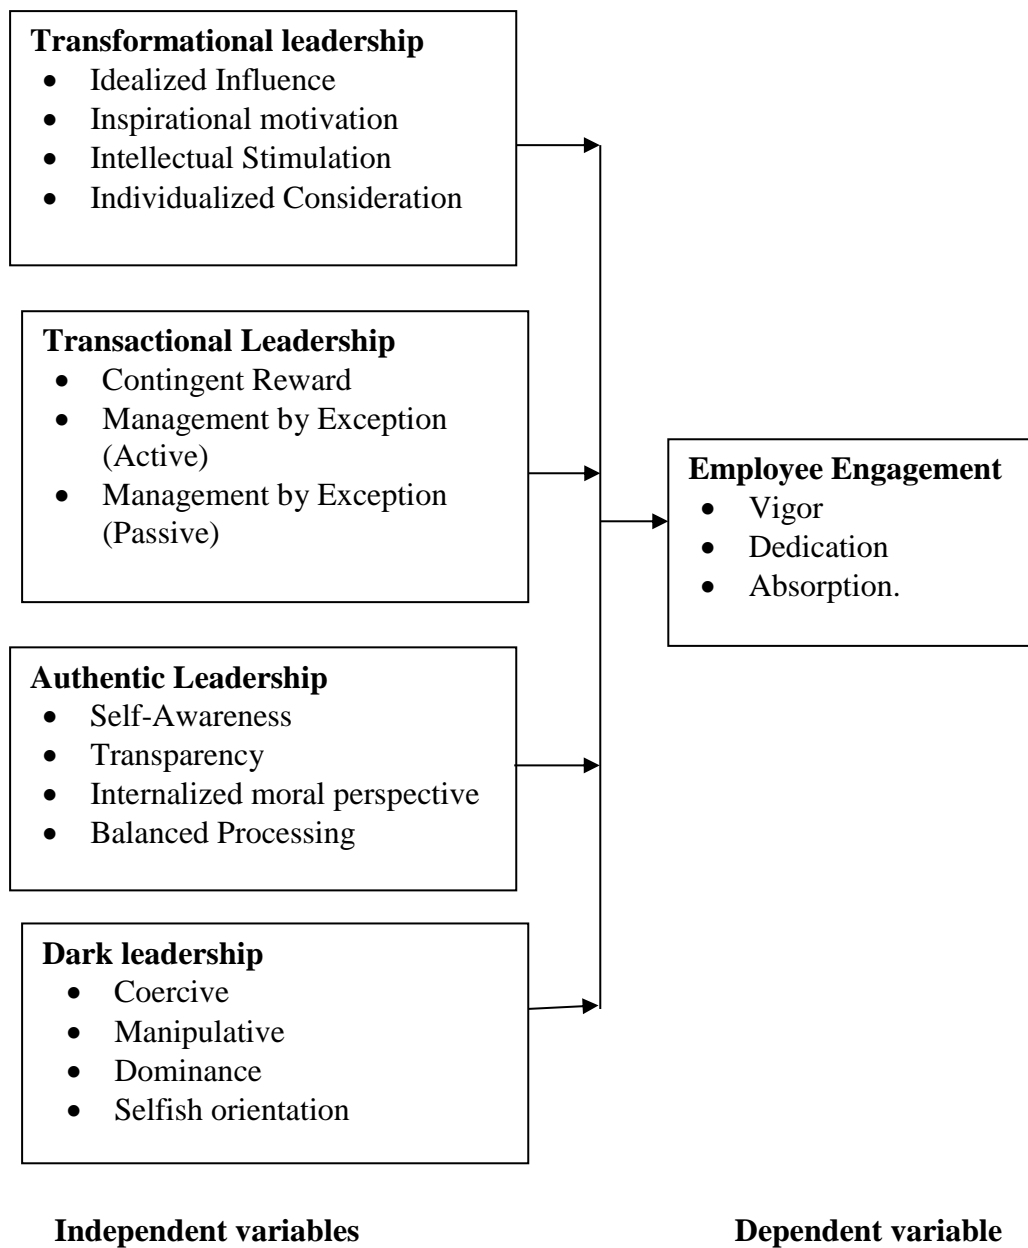 Transformational leadership
• Idealized Influence
• Inspirational motivation
• Intellectual Stimulation
• Individualized Consideration
Transactional Leadership
• Contingent Reward
• Management by Exception
(Active)
• Management by Exception
(Passive)
Employee Engagement
• Vigor
• Dedication
• Absorption.
Authentic Leadership
• Self-Awareness
• Transparency
• Internalized moral perspective
• Balanced Processing
Dark leadership
• Coercive
• Manipulative
• Dominance
• Selfish orientation
Independent variables
Dependent variable